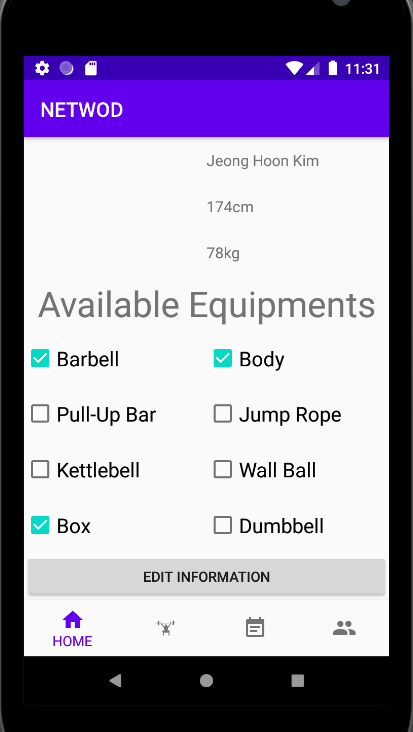 11:31
NETWOD
Jeong Hoon Kim
174cm
78kg
Available Equipments
Barbell
Body
Pull-Up Bar
Jump Rope
Kettlebell
Wall Ball
Box
Dumbbell
EDIT INFORMATION
HOME